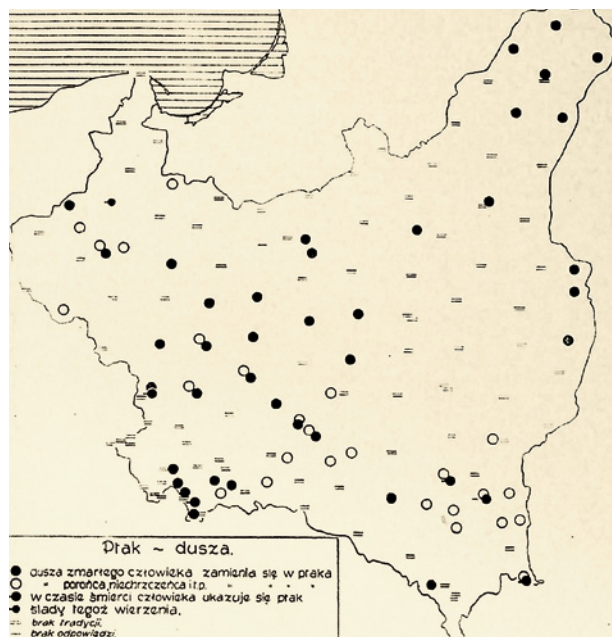 Ptak ~ dusza.
dusza zmarłego człowieka zamienia się w ptaka
" porońca, niechrzczeńca i t.p. " " "
w czasie śmierci człowieka ukazuje się ptak
ślady tegoż wierzenia.
brak tradycji.
brak odpowiedzi.